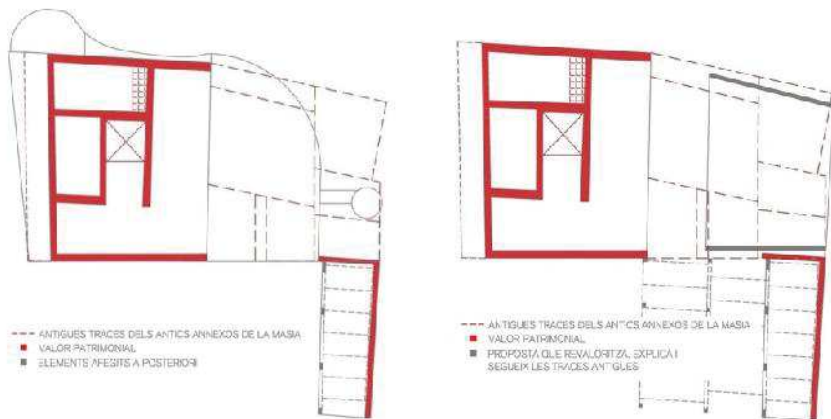 ANTIGUES TRACES DELS ANTICS ANNEXOS DE LA MASIA
VALOR PATRIMONIAL
ELEMENTS AFEGITS A POSTERIORI
ANTIGUES TRACES DELS ANTICS ANNEXOS DE LA MASIA
VALOR PATRIMONIAL
PROPOSTA QUE REVALORITZA, EXPLICA I
SEGUEIX LES TRACES ANTIGUES